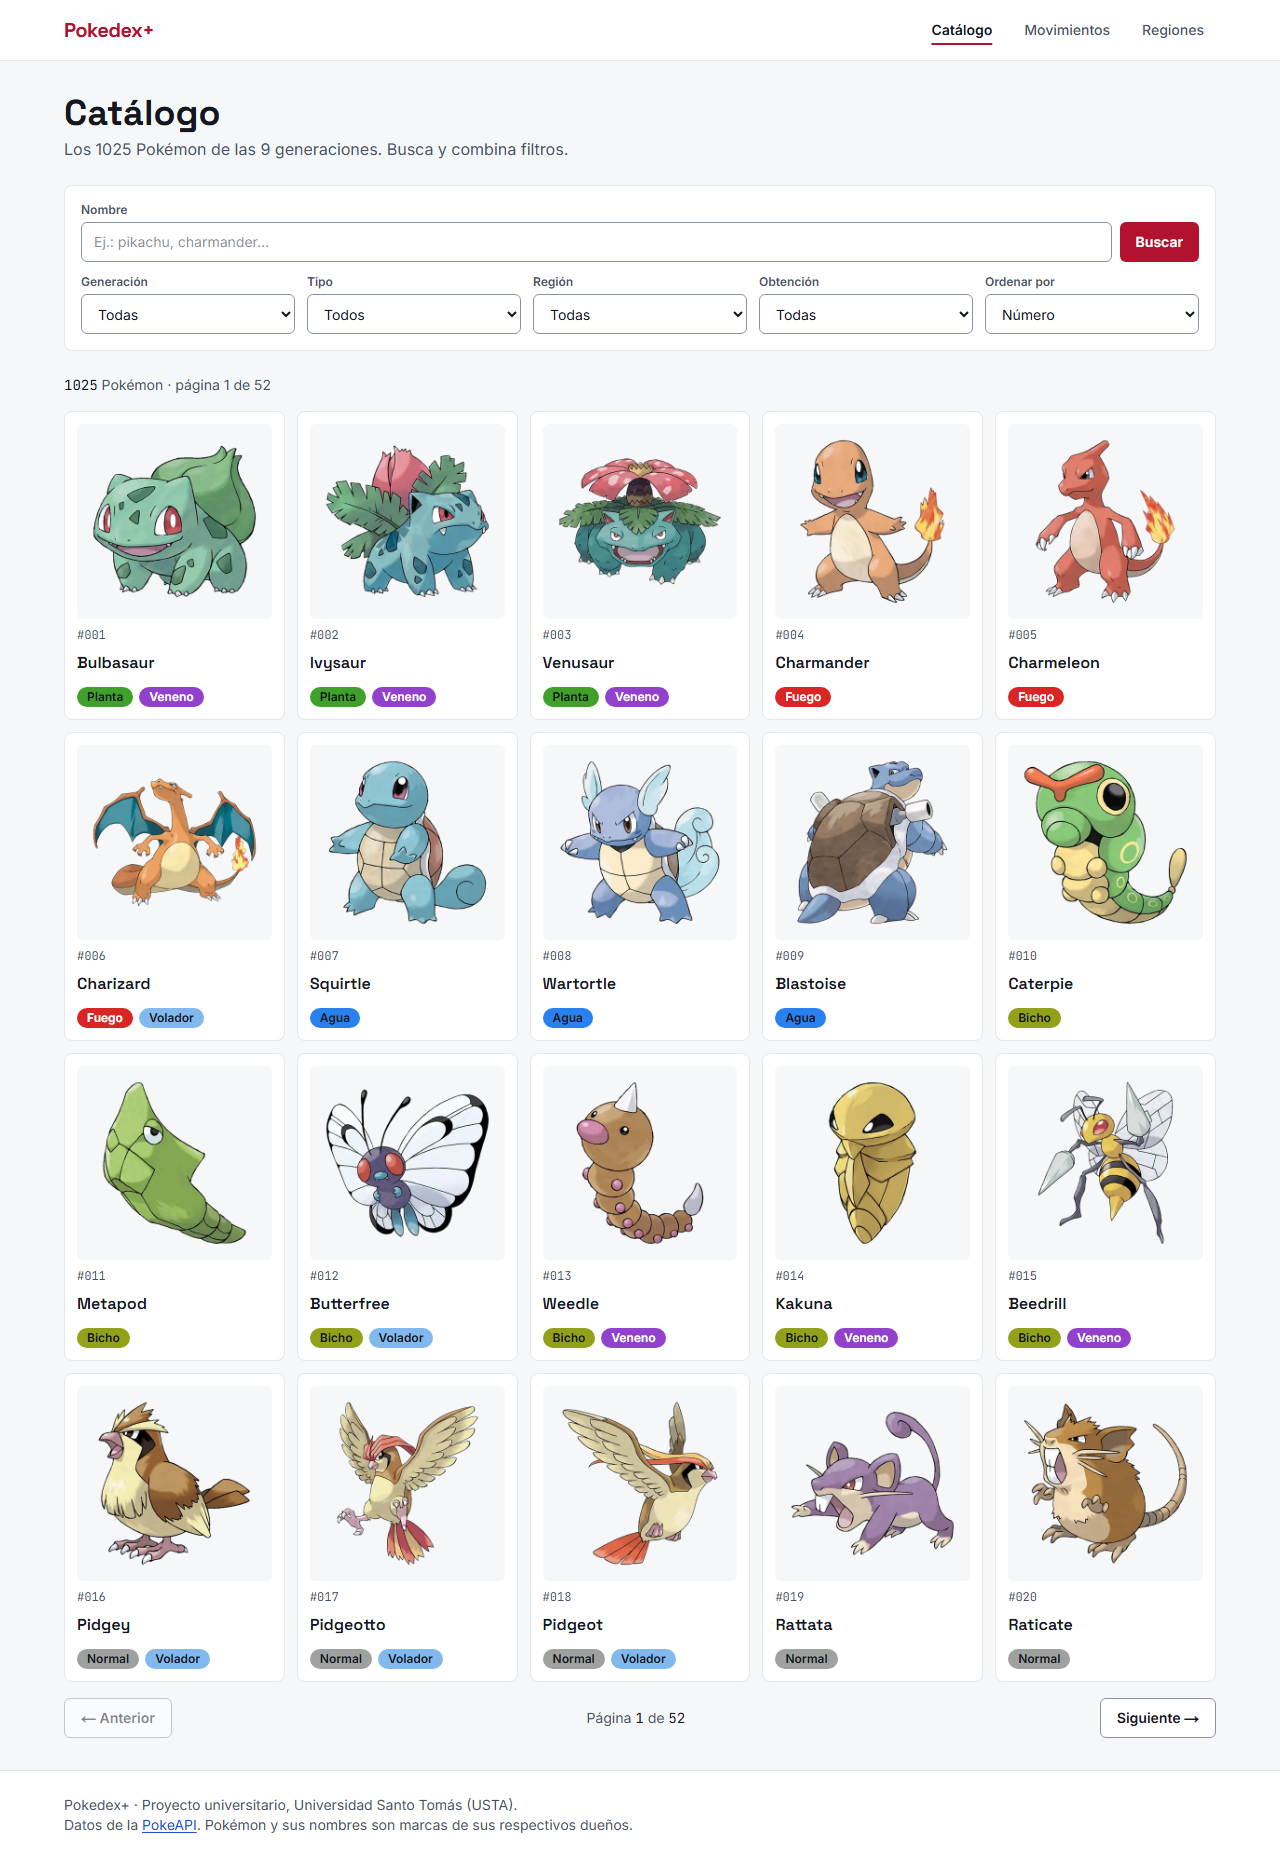 Pokedex+
Catálogo Movimientos Regiones
Catálogo
Los 1025 Pokémon de las 9 generaciones. Busca y combina filtros.
Nombre
Ej.: pikachu, charmander...
Buscar
Generación Tipo Región Obtención Ordenar por
Todas Todos Todas Todas Número
1025 Pokémon · página 1 de 52
#001 #002 #003 #004 #005
Bulbasaur Ivysaur Venusaur Charmander Charmeleon
Planta Veneno Planta Veneno Planta Veneno Fuego Fuego
#006 #007 #008 #009 #010
Charizard Squirtle Wartortle Blastoise Caterpie
Fuego Volador Agua Agua Agua Bicho
#011 #012 #013 #014 #015
Metapod Butterfree Weedle Kakuna Beedrill
Bicho Bicho Volador Bicho Veneno Bicho Veneno Bicho Veneno
#016 #017 #018 #019 #020
Pidgey Pidgeotto Pidgeot Rattata Raticate
Normal Volador Normal Volador Normal Volador Normal Normal
← Anterior Página 1 de 52 Siguiente →
Pokedex+ · Proyecto universitario, Universidad Santo Tomás (USTA).
Datos de la PokeAPI. Pokémon y sus nombres son marcas de sus respectivos dueños.